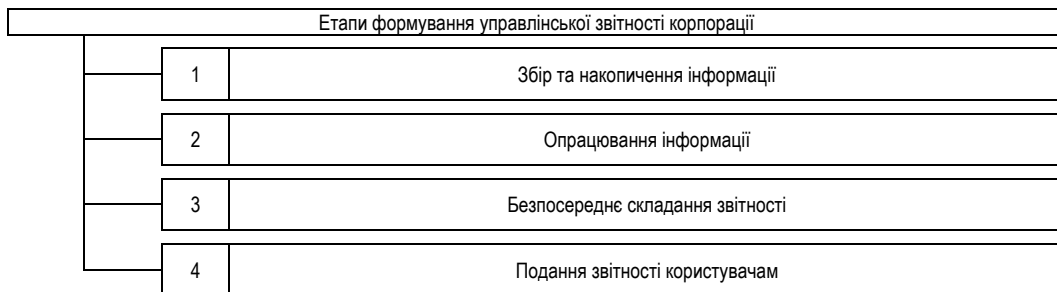 Етапи формування управлінської звітності корпорації
1 Збір та накопичення інформації
2 Опрацювання інформації
3 Безпосереднє складання звітності
4 Подання звітності користувачам